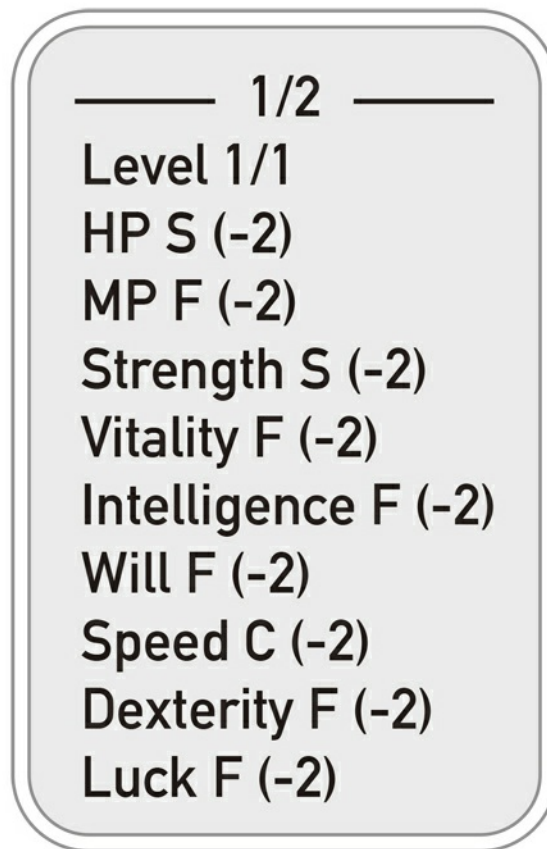 1/2
Level 1/1
HP S (-2)
MP F (-2)
Strength S (-2)
Vitality F (-2)
Intelligence F (-2)
Will F (-2)
Speed C (-2)
Dexterity F (-2)
Luck F (-2)